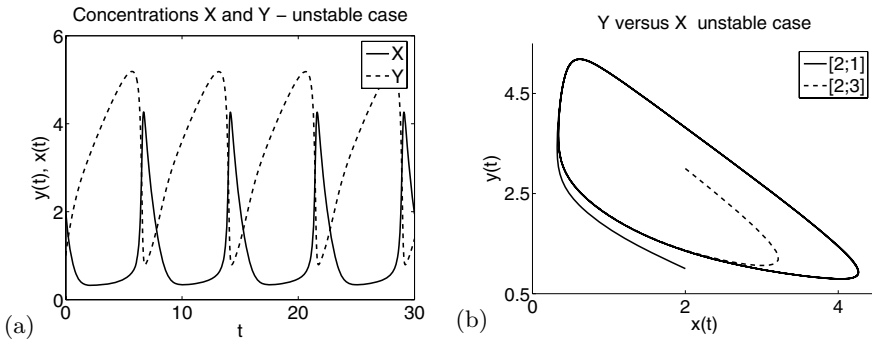 Concentrations X and Y – unstable case
6
4
2
0
0 10 20 30
y(t), x(t)
t
X
Y
(a)
Y versus X unstable case
4.5
2.5
0.5
0 2 4
y(t)
x(t)
[2;1]
[2;3]
(b)